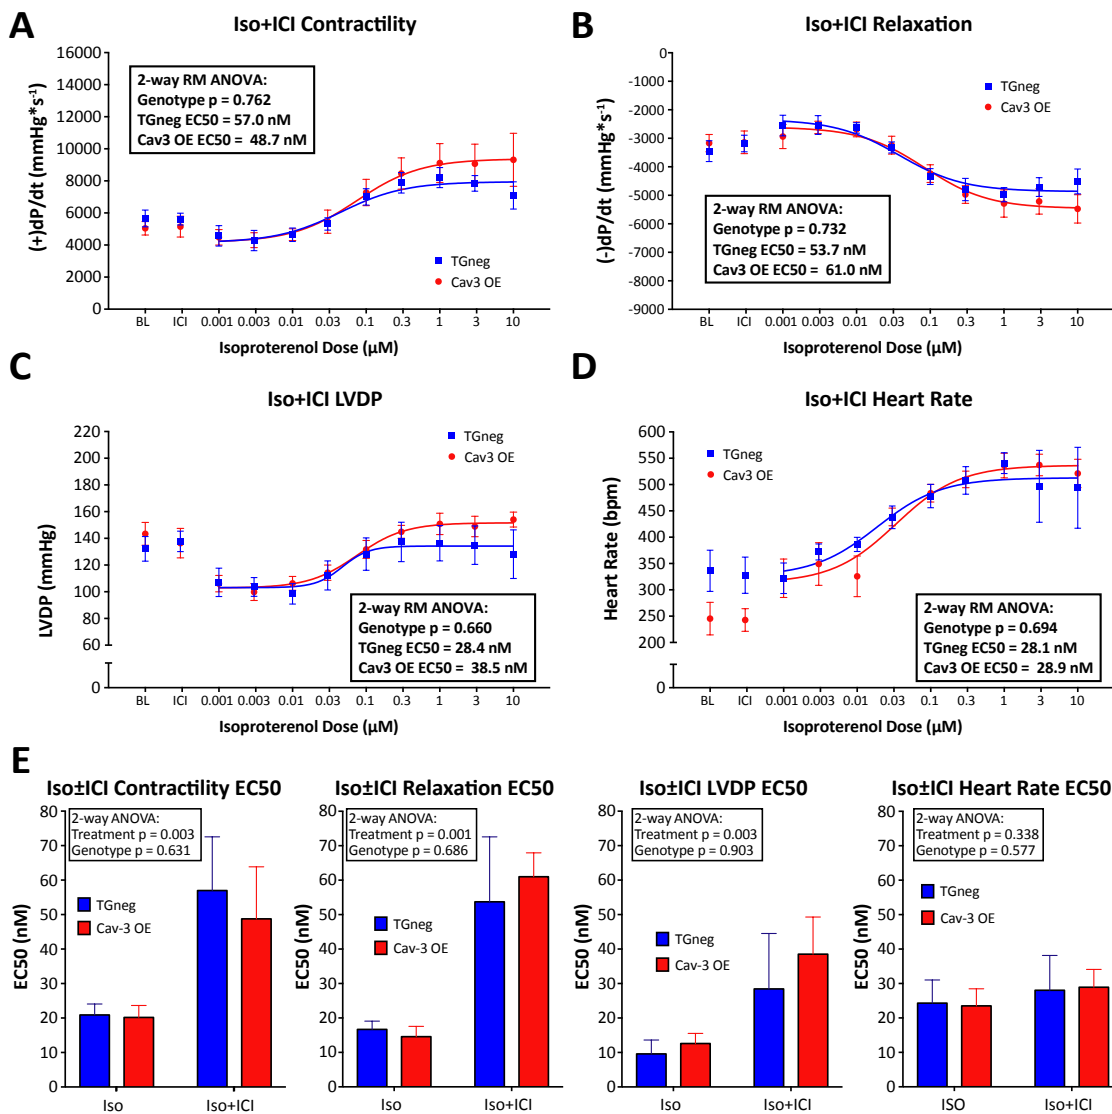 A
Iso+ICI Contractility
(+)dP/dt (mmHg*s⁻¹)
16000
14000
12000
10000
8000
6000
4000
2000
0
2-way RM ANOVA:
Genotype p = 0.762
TGneg EC50 = 57.0 nM
Cav3 OE EC50 = 48.7 nM
TGneg
Cav3 OE
BL ICI 0.001 0.003 0.01 0.03 0.1 0.3 1 3 10
Isoproterenol Dose (µM)
B
Iso+ICI Relaxation
(-)dP/dt (mmHg*s⁻¹)
0
-1000
-2000
-3000
-4000
-5000
-6000
-7000
-8000
-9000
TGneg
Cav3 OE
2-way RM ANOVA:
Genotype p = 0.732
TGneg EC50 = 53.7 nM
Cav3 OE EC50 = 61.0 nM
BL ICI 0.001 0.003 0.01 0.03 0.1 0.3 1 3 10
Isoproterenol Dose (µM)
C
Iso+ICI LVDP
LVDP (mmHg)
220
200
180
160
140
120
100
80
60
0
TGneg
Cav3 OE
2-way RM ANOVA:
Genotype p = 0.660
TGneg EC50 = 28.4 nM
Cav3 OE EC50 = 38.5 nM
BL ICI 0.001 0.003 0.01 0.03 0.1 0.3 1 3 10
Isoproterenol Dose (µM)
D
Iso+ICI Heart Rate
Heart Rate (bpm)
600
550
500
450
400
350
300
250
200
0
TGneg
Cav3 OE
2-way RM ANOVA:
Genotype p = 0.694
TGneg EC50 = 28.1 nM
Cav3 OE EC50 = 28.9 nM
BL ICI 0.001 0.003 0.01 0.03 0.1 0.3 1 3 10
Isoproterenol Dose (µM)
E
Iso±ICI Contractility EC50
EC50 (nM)
80
70
60
50
40
30
20
10
0
2-way ANOVA:
Treatment p = 0.003
Genotype p = 0.631
TGneg
Cav-3 OE
Iso Iso+ICI
Iso±ICI Relaxation EC50
EC50 (nM)
80
70
60
50
40
30
20
10
0
2-way ANOVA:
Treatment p = 0.001
Genotype p = 0.686
TGneg
Cav-3 OE
Iso Iso+ICI
Iso±ICI LVDP EC50
EC50 (nM)
80
70
60
50
40
30
20
10
0
2-way ANOVA:
Treatment p = 0.003
Genotype p = 0.903
TGneg
Cav-3 OE
Iso Iso+ICI
Iso±ICI Heart Rate EC50
EC50 (nM)
80
70
60
50
40
30
20
10
0
2-way ANOVA:
Treatment p = 0.338
Genotype p = 0.577
TGneg
Cav-3 OE
ISO Iso+ICI